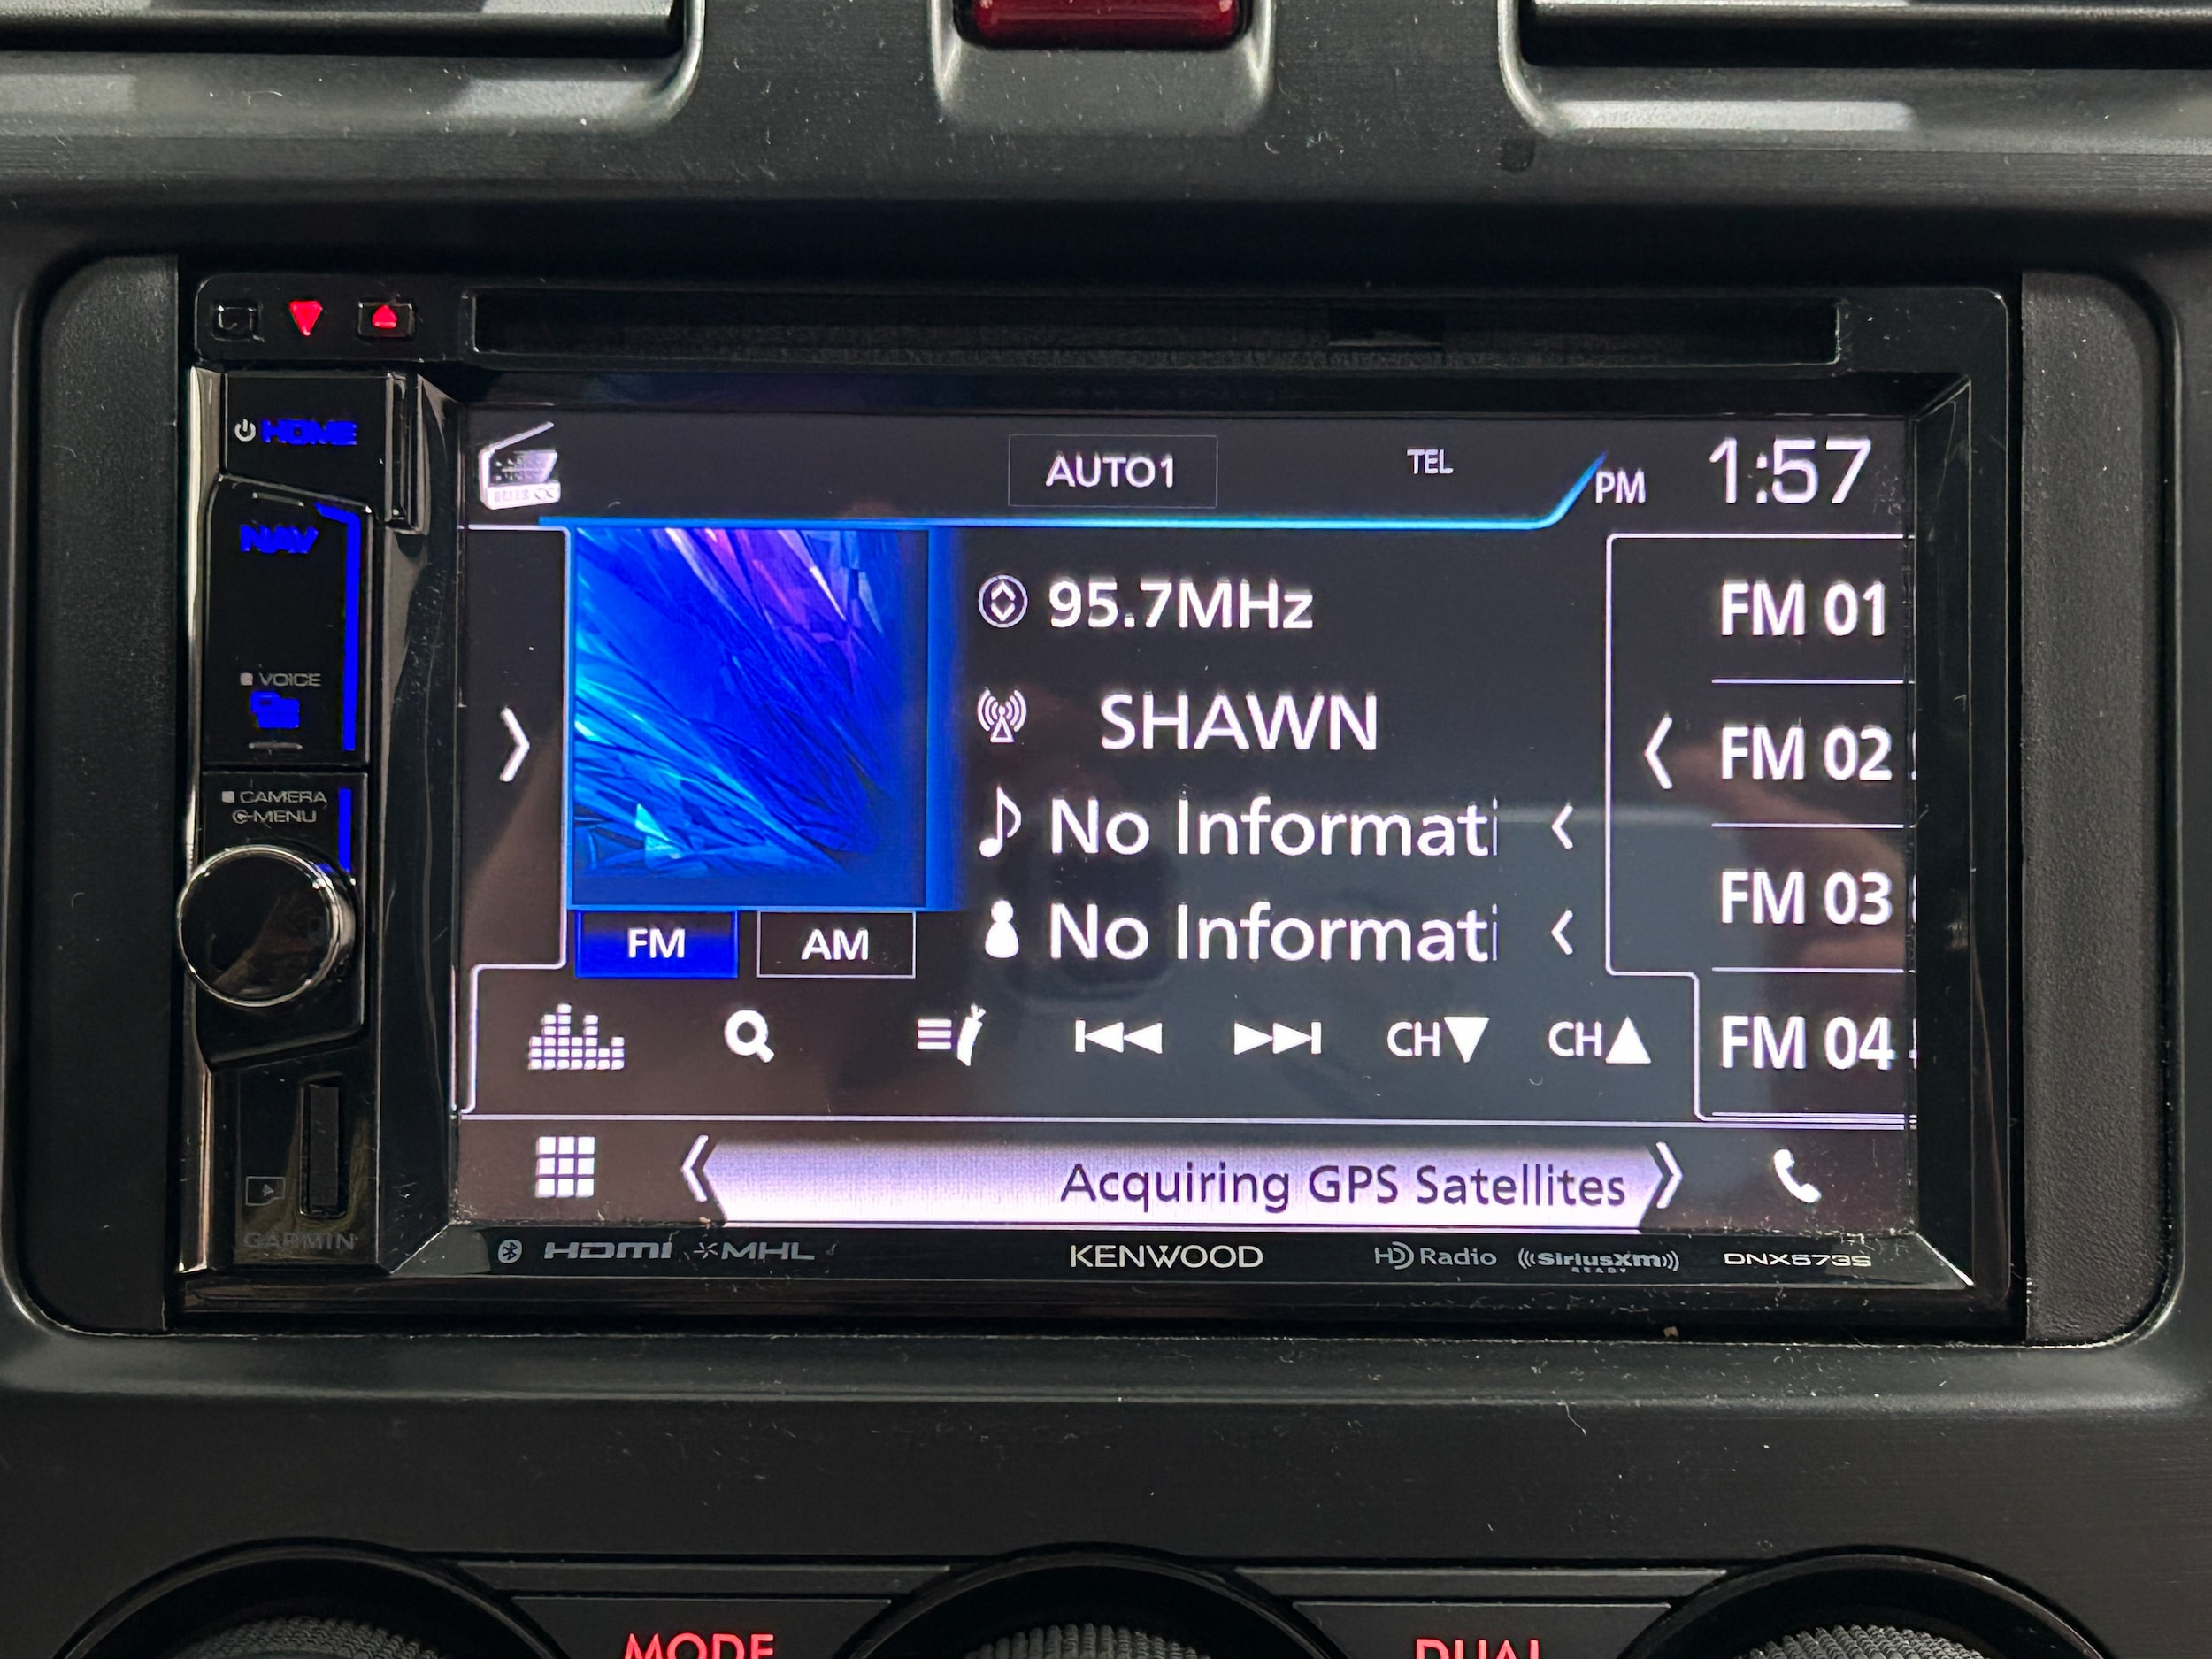 HOME
AUTO1
TEL
PM 1:57
NAV
95.7MHz
FM 01
VOICE
SHAWN
FM 02
CAMERA
MENU
No Informati
FM 03
No Informati
FM
AM
CH
CH
FM 04
Acquiring GPS Satellites
GARMIN
HDMI MHL
KENWOOD
HD Radio
SiriusXm
READY
DNX573S
MODE
DUAL